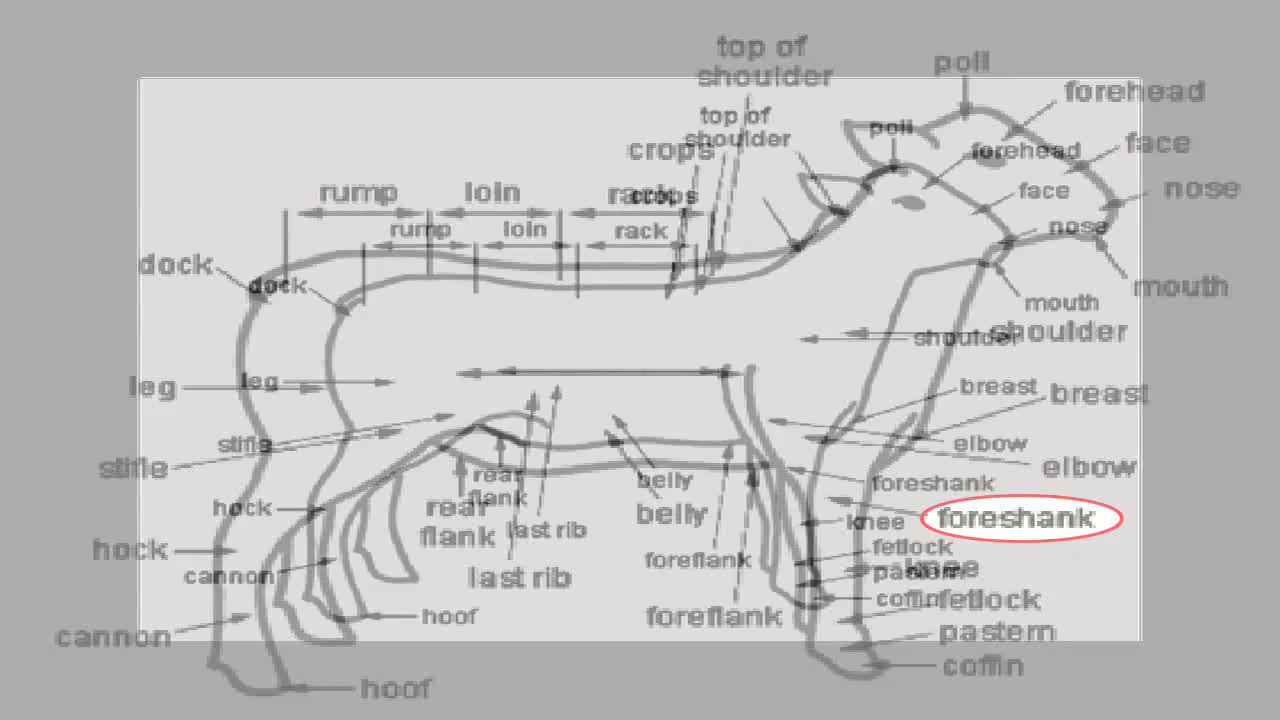 top of
shoulder
poll
forehead
face
nose
mouth
crops
rump
loin
rack
dock
top of
shoulder
poll
forehead
face
nose
mouth
crops
rump
loin
rack
dock
shoulder
shoulder
leg
leg
breast
breast
stifle
stifle
elbow
elbow
rear
flank
rear
flank
belly
belly
foreshank
foreshank
hock
hock
last rib
last rib
knee
knee
foreflank
foreflank
fetlock
fetlock
cannon
cannon
pastern
pastern
coffin
coffin
hoof
hoof